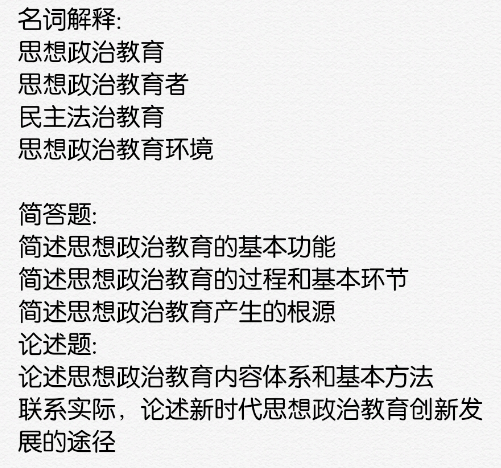 名词解释:
思想政治教育
思想政治教育者
民主法治教育
思想政治教育环境
简答题:
简述思想政治教育的基本功能
简述思想政治教育的过程和基本环节
简述思想政治教育产生的根源
论述题:
论述思想政治教育内容体系和基本方法
联系实际，论述新时代思想政治教育创新发
展的途径